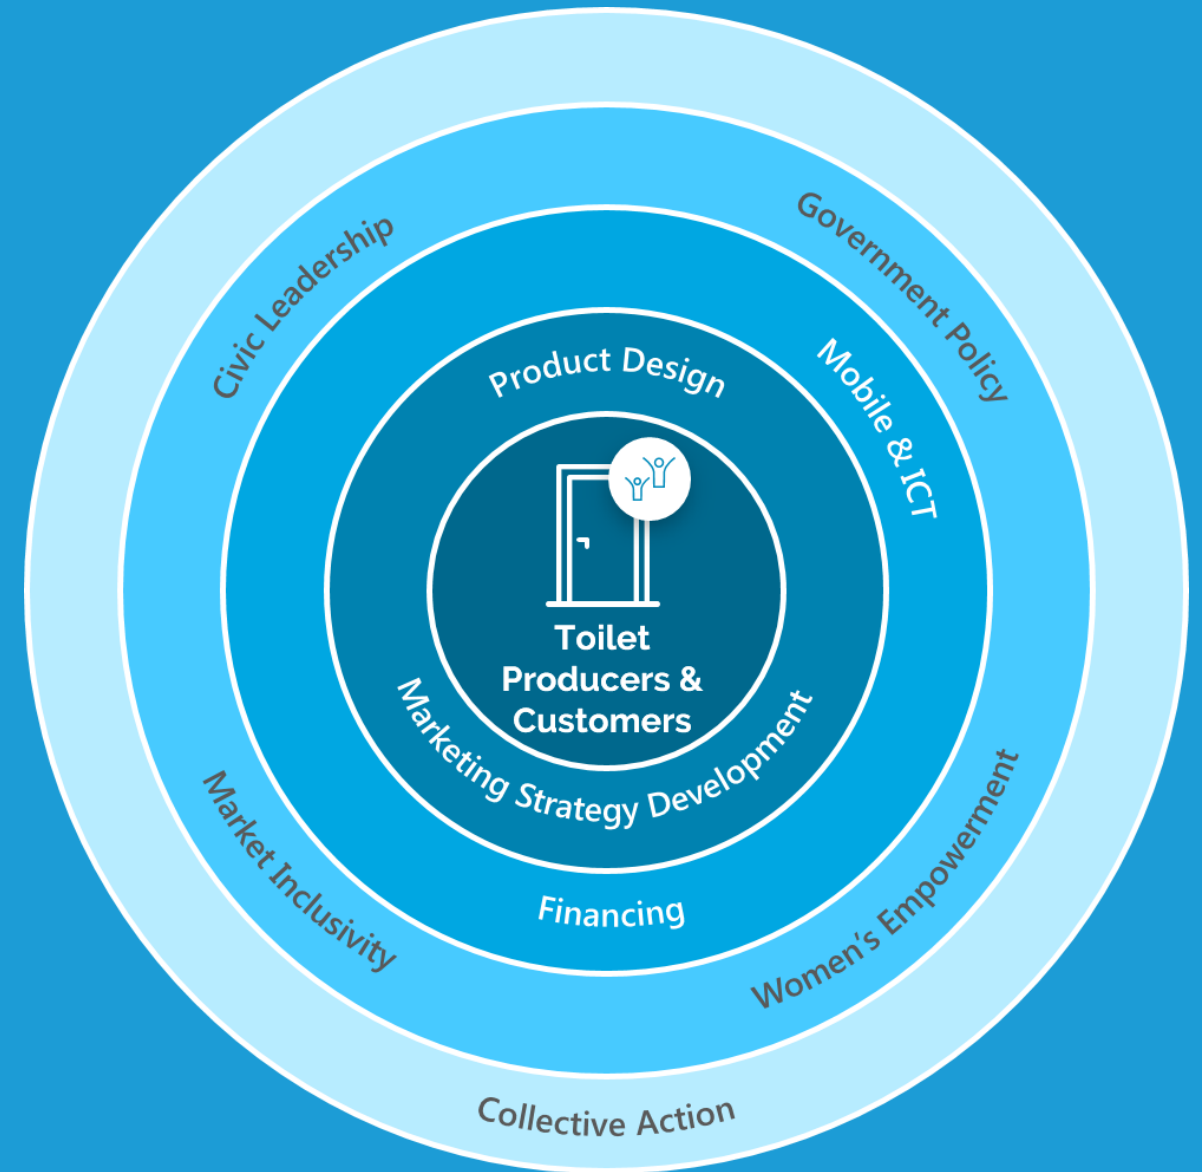 Civic Leadership
Government Policy
Mobile & ICT
Product Design
Toilet
Producers &
Customers
Marketing Strategy Development
Market Inclusivity
Women's Empowerment
Financing
Collective Action